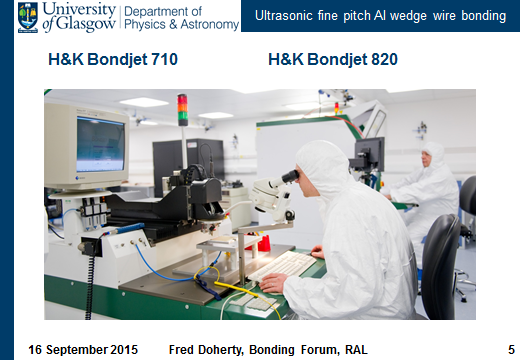 University of Glasgow
Department of Physics & Astronomy
Ultrasonic fine pitch Al wedge wire bonding
H&K Bondjet 710
H&K Bondjet 820
16 September 2015
Fred Doherty, Bonding Forum, RAL
5